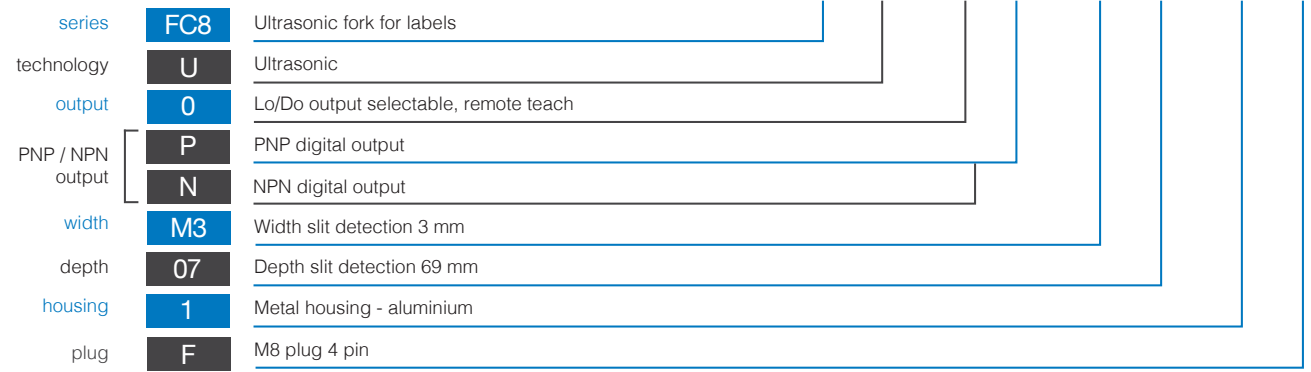 series FC8 Ultrasonic fork for labels
technology U Ultrasonic
output 0 Lo/Do output selectable, remote teach
PNP / NPN output
P PNP digital output
N NPN digital output
width M3 Width slit detection 3 mm
depth 07 Depth slit detection 69 mm
housing 1 Metal housing - aluminium
plug F M8 plug 4 pin